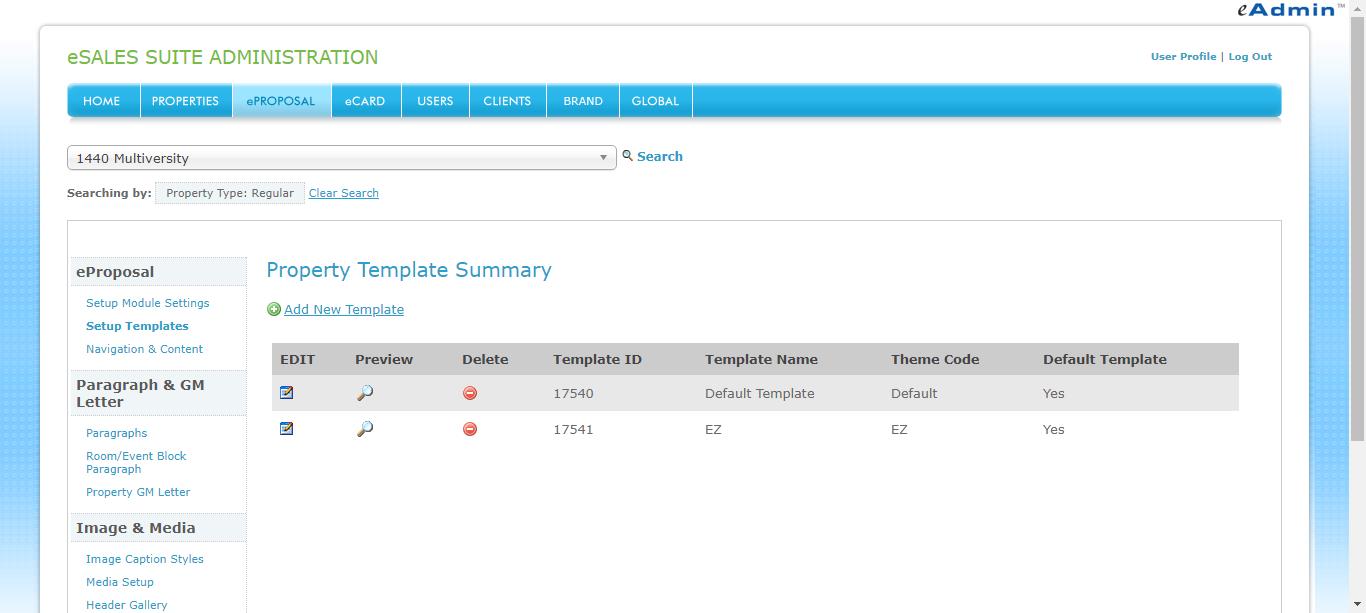 eAdmin™
eSALES SUITE ADMINISTRATION
User Profile | Log Out
HOME PROPERTIES ePROPOSAL eCARD USERS CLIENTS BRAND GLOBAL
1440 Multiversity Search
Searching by: Property Type: Regular Clear Search
eProposal
Setup Module Settings
Setup Templates
Navigation & Content
Paragraph & GM
Letter
Paragraphs
Room/Event Block
Paragraph
Property GM Letter
Image & Media
Image Caption Styles
Media Setup
Header Gallery
Property Template Summary
Add New Template
EDIT Preview Delete Template ID Template Name Theme Code Default Template
17540 Default Template Default Yes
17541 EZ EZ Yes